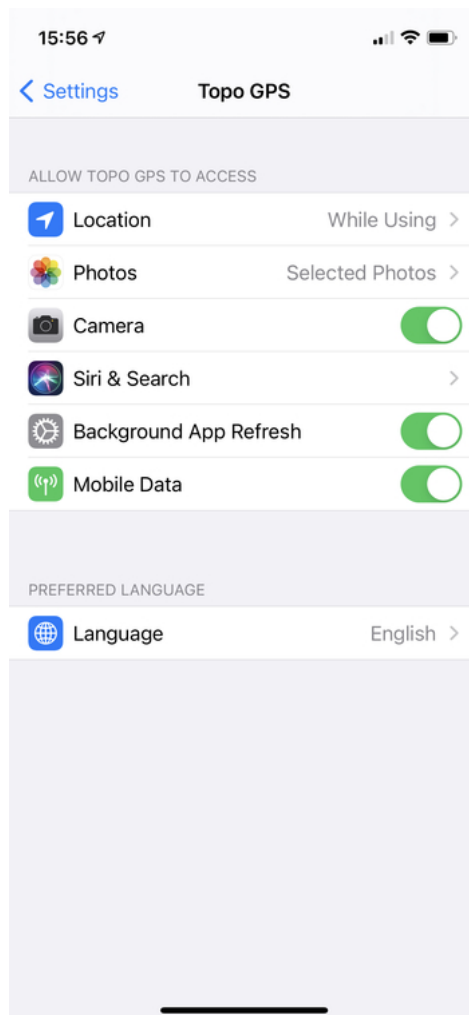 15:56
Settings Topo GPS
ALLOW TOPO GPS TO ACCESS
Location While Using
Photos Selected Photos
Camera
Siri & Search
Background App Refresh
Mobile Data
PREFERRED LANGUAGE
Language English